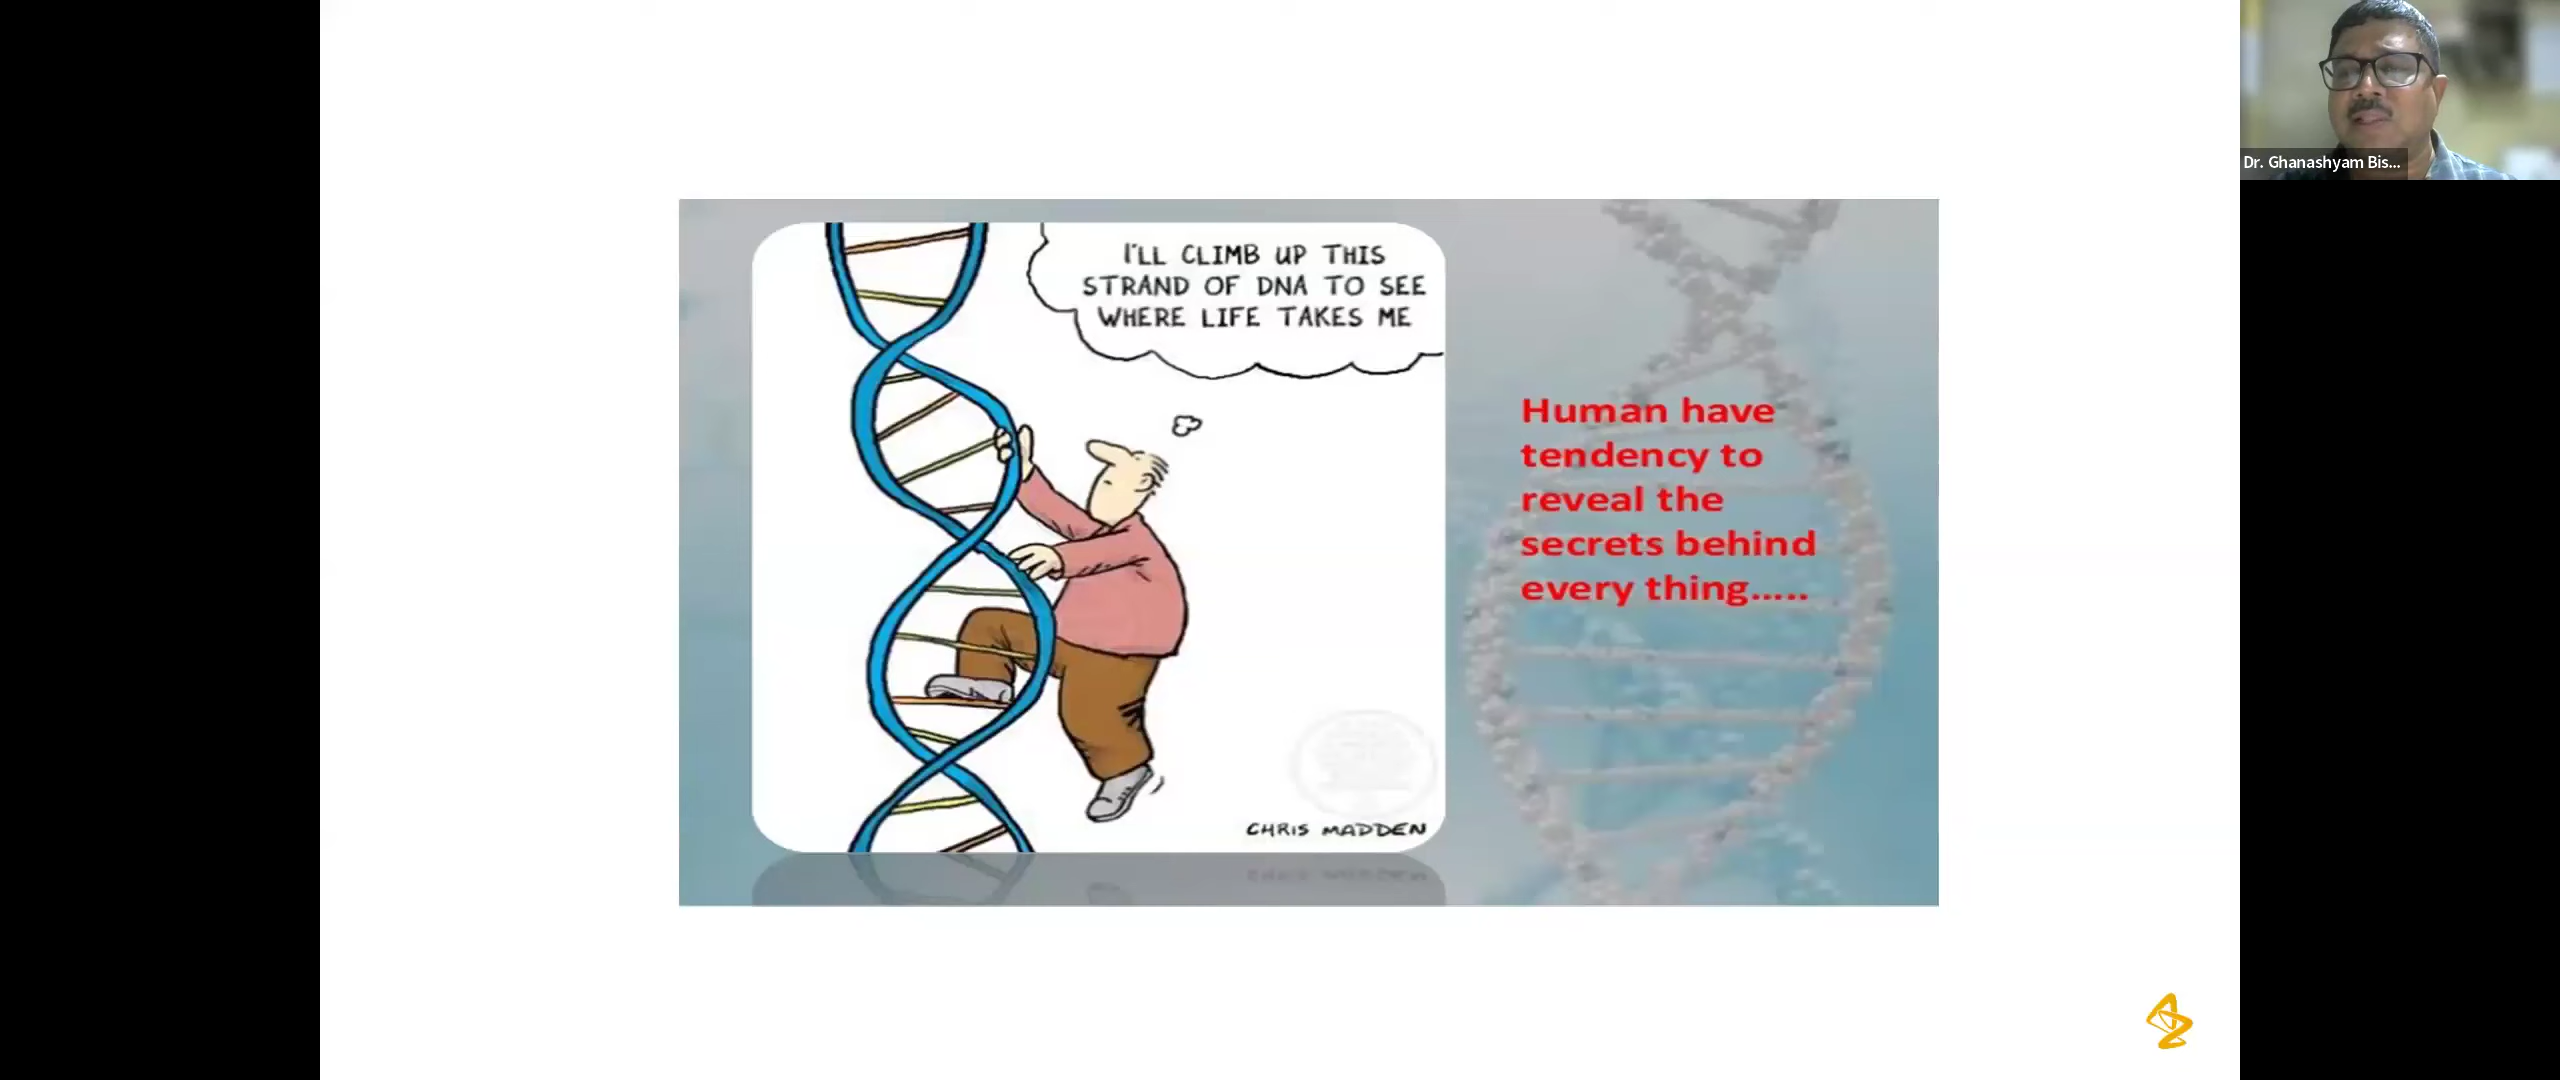 Dr. Ghanashyam Bis...
I'LL CLIMB UP THIS
STRAND OF DNA TO SEE
WHERE LIFE TAKES ME
Human have
tendency to
reveal the
secrets behind
every thing.....
CHRIS MADDEN